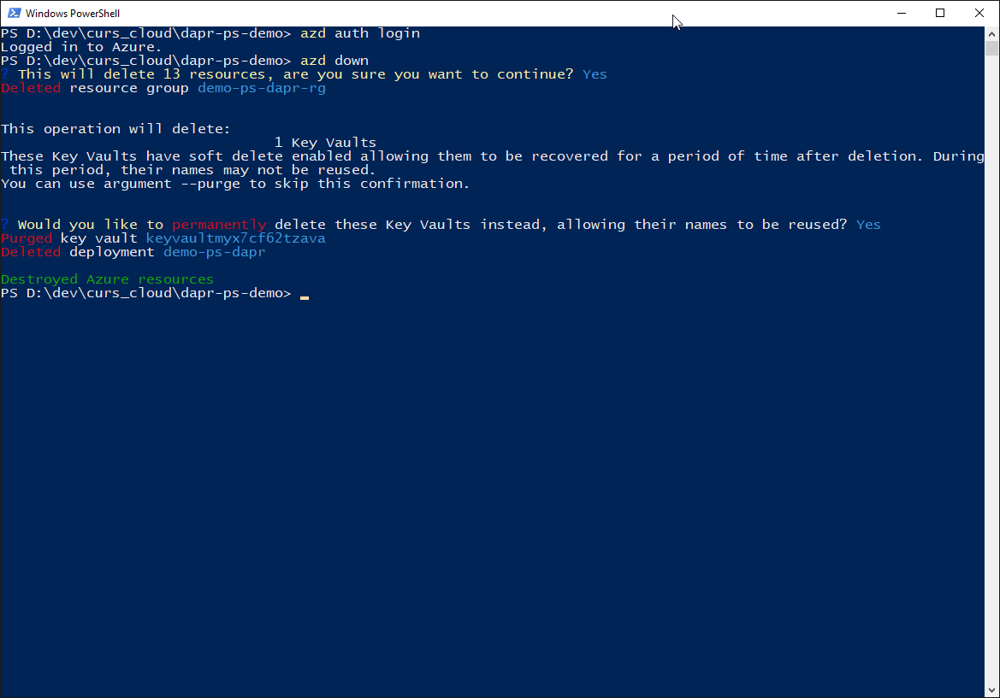 Windows PowerShell
PS D:\dev\curs_cloud\dapr-ps-demo> azd auth login
Logged in to Azure.
PS D:\dev\curs_cloud\dapr-ps-demo> azd down
? This will delete 13 resources, are you sure you want to continue? Yes
Deleted resource group demo-ps-dapr-rg
This operation will delete:
1 Key Vaults
These Key Vaults have soft delete enabled allowing them to be recovered for a period of time after deletion. During
this period, their names may not be reused.
You can use argument --purge to skip this confirmation.
? Would you like to permanently delete these Key Vaults instead, allowing their names to be reused? Yes
Purged key vault keyvaultmyx7cf62tzava
Deleted deployment demo-ps-dapr
Destroyed Azure resources
PS D:\dev\curs_cloud\dapr-ps-demo>